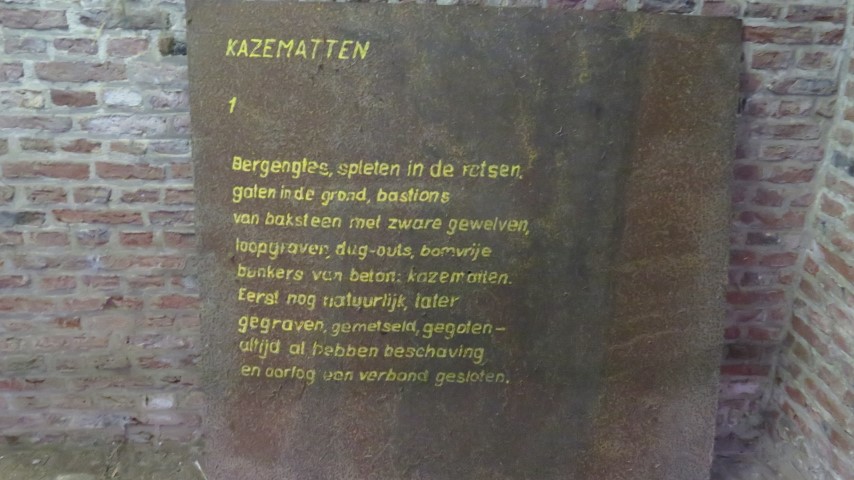 KAZEMATTEN
1
Bergengtes, spleten in de rotsen,
gaten in de grond, bastions
van baksteen met zware gewelven,
loopgraven, dug-outs, bomvrije
bunkers van beton: kazematten.
Eerst nog natuurlijk, later
gegraven, gemetseld, gegoten –
altijd al hebben beschaving
en oorlog een verbond gesloten.